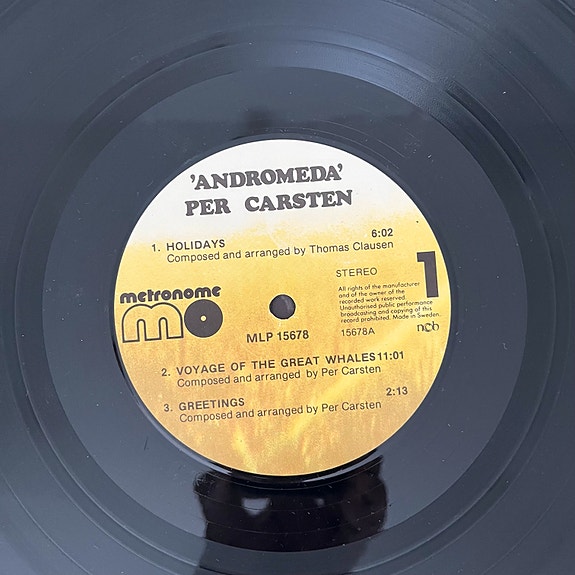 'ANDROMEDA'
PER CARSTEN
1. HOLIDAYS 6:02
Composed and arranged by Thomas Clausen
STEREO 1
All rights of the manufacturer
and of the owner of the
recorded work reserved.
Unauthorised public performance
broadcasting and copying of this
record prohibited. Made in Sweden.
metronome
mo
MLP 15678
15678A
ncb
2. VOYAGE OF THE GREAT WHALES 11:01
Composed and arranged by Per Carsten
3. GREETINGS 2:13
Composed and arranged by Per Carsten